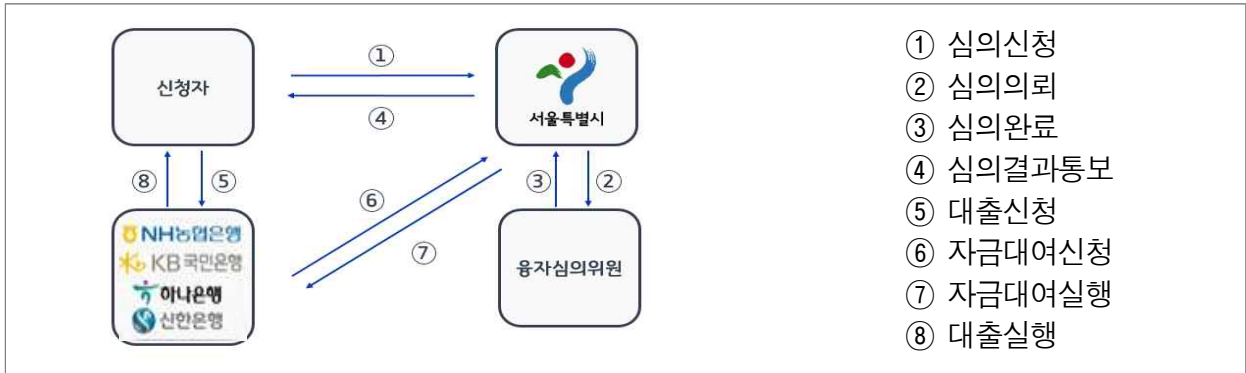 신청자
①
④
서울특별시
⑧
⑤
⑥
⑦
③
②
NH농협은행
KB 국민은행
하나은행
신한은행
융자심의위원
① 심의신청
② 심의의뢰
③ 심의완료
④ 심의결과통보
⑤ 대출신청
⑥ 자금대여신청
⑦ 자금대여실행
⑧ 대출실행